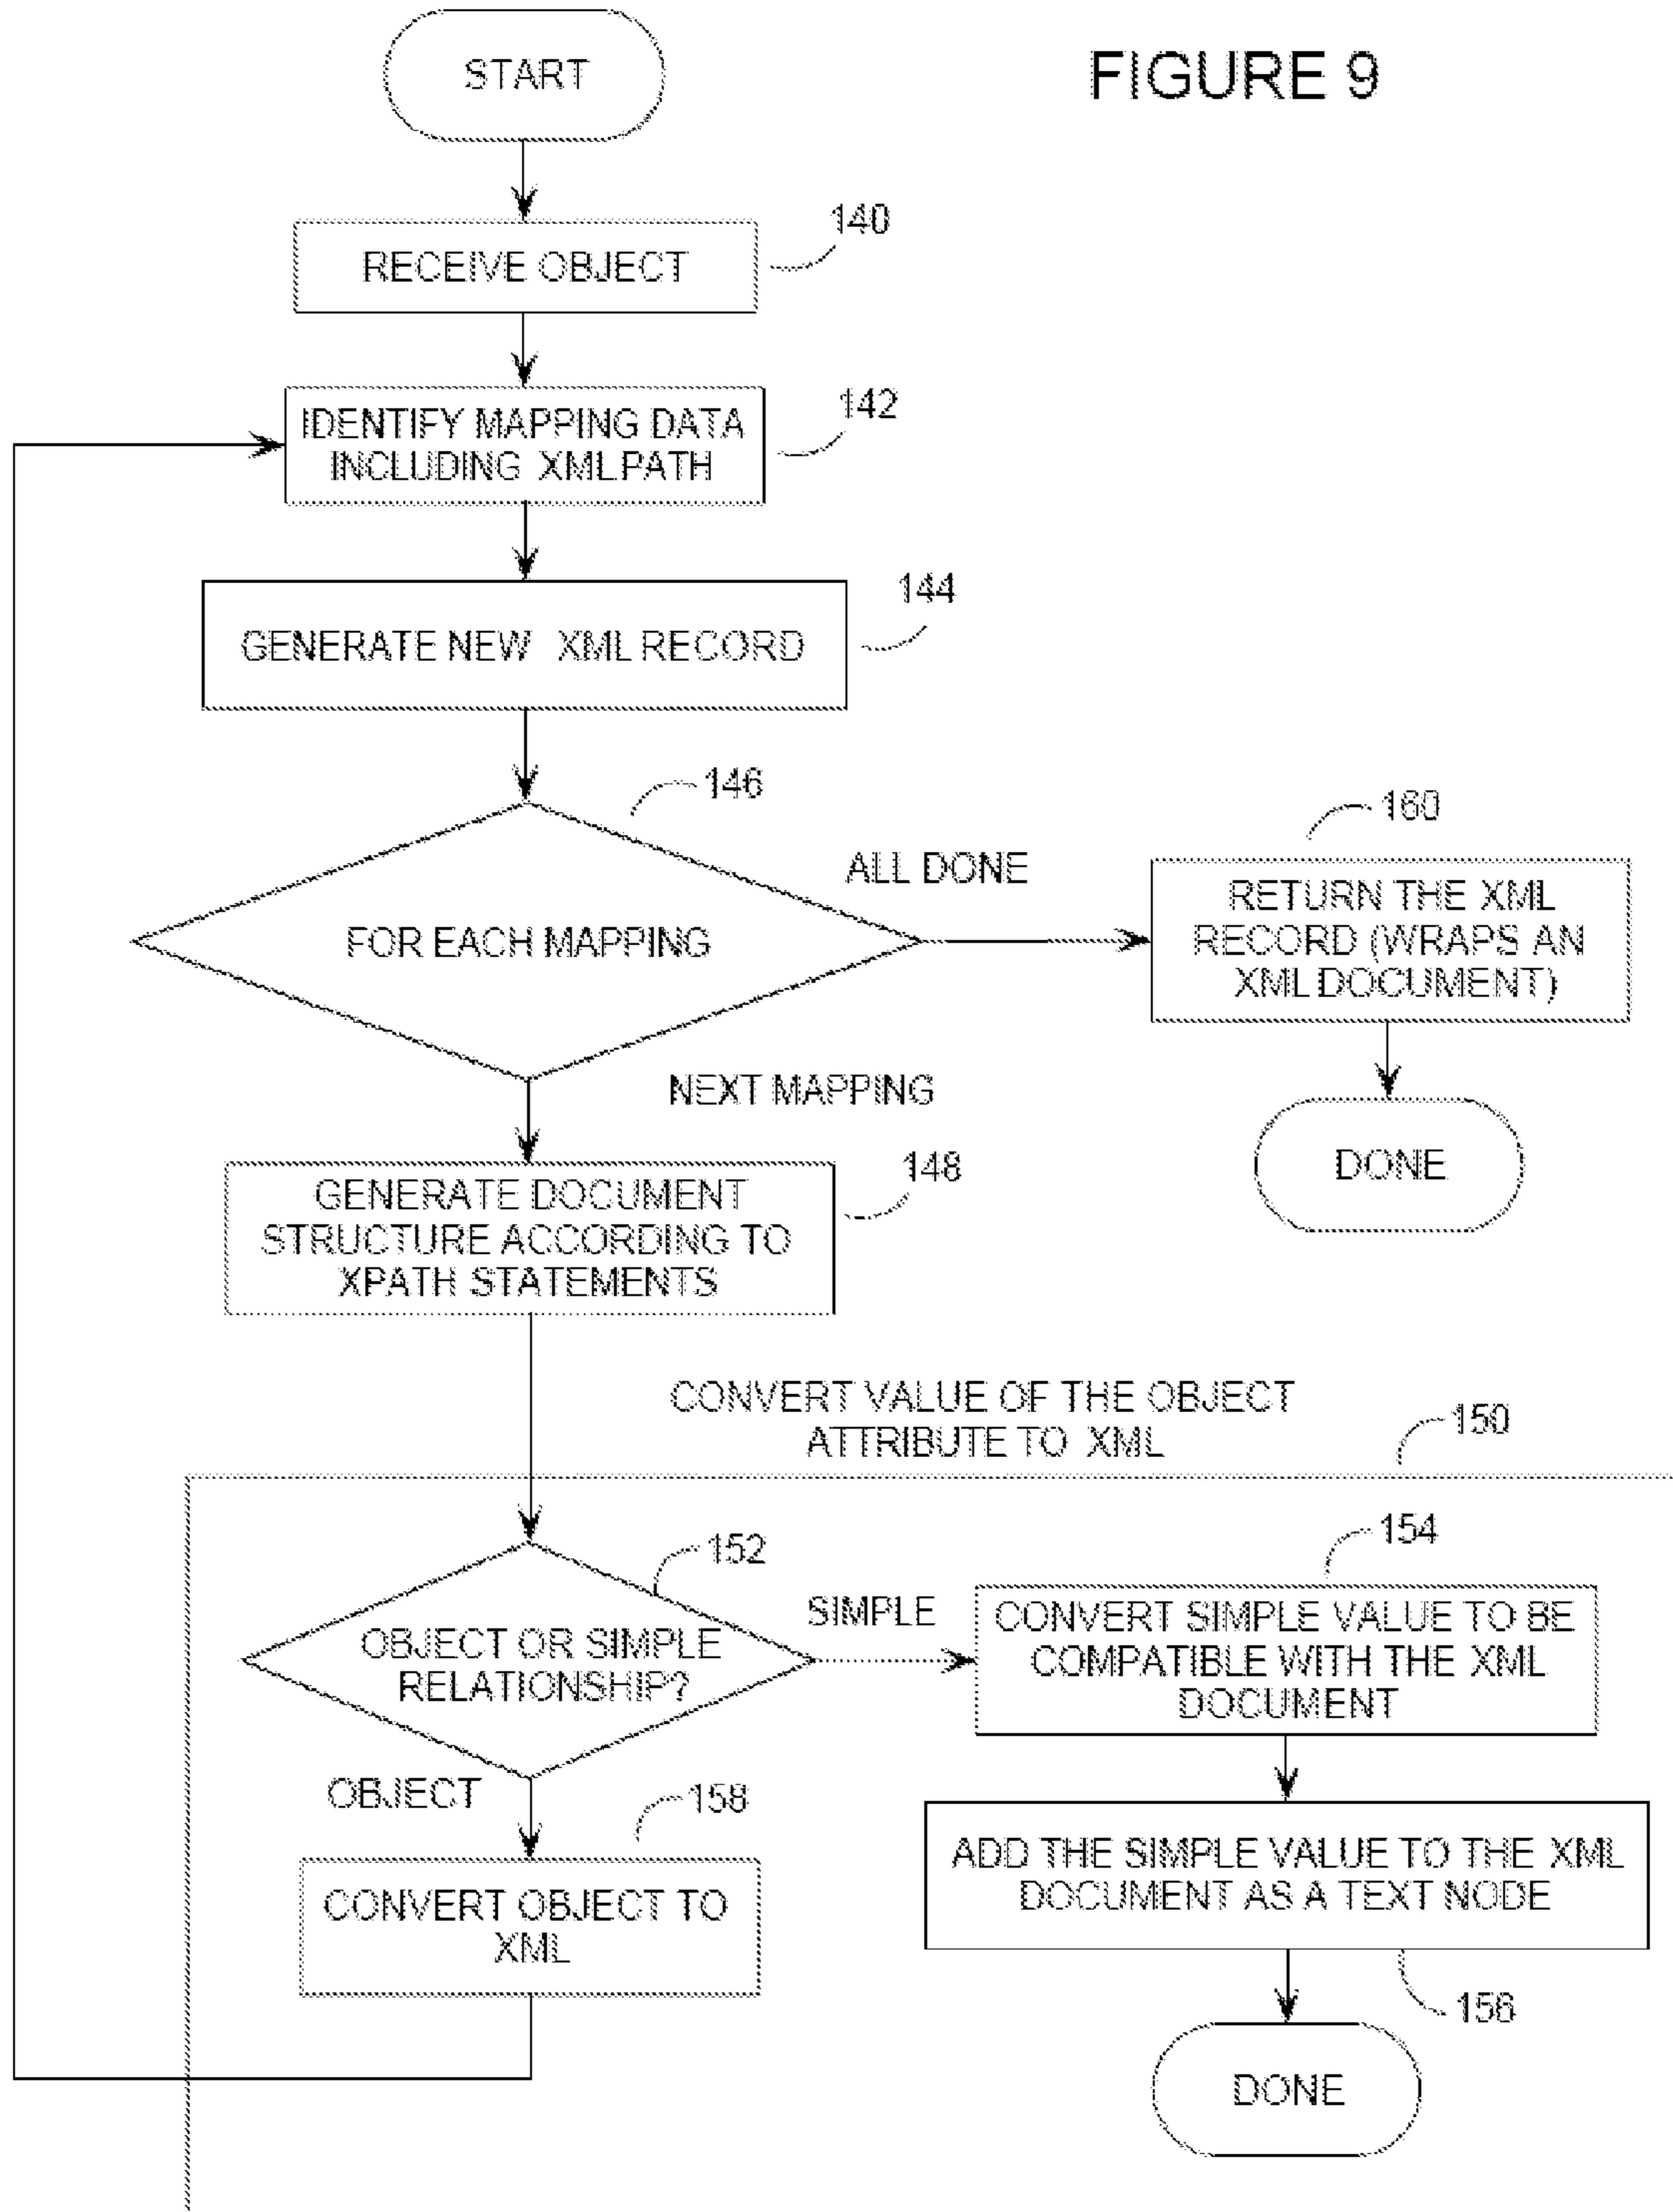 FIGURE 9
START
140
RECEIVE OBJECT
142
IDENTIFY MAPPING DATA
INCLUDING XML PATH
144
GENERATE NEW XML RECORD
146
FOR EACH MAPPING
ALL DONE
160
RETURN THE XML
RECORD (WRAPS AN
XML DOCUMENT)
DONE
NEXT MAPPING
148
GENERATE DOCUMENT
STRUCTURE ACCORDING TO
XPATH STATEMENTS
CONVERT VALUE OF THE OBJECT
ATTRIBUTE TO XML
150
152
OBJECT OR SIMPLE
RELATIONSHIP?
SIMPLE
154
CONVERT SIMPLE VALUE TO BE
COMPATIBLE WITH THE XML
DOCUMENT
OBJECT
158
CONVERT OBJECT TO
XML
ADD THE SIMPLE VALUE TO THE XML
DOCUMENT AS A TEXT NODE
156
DONE